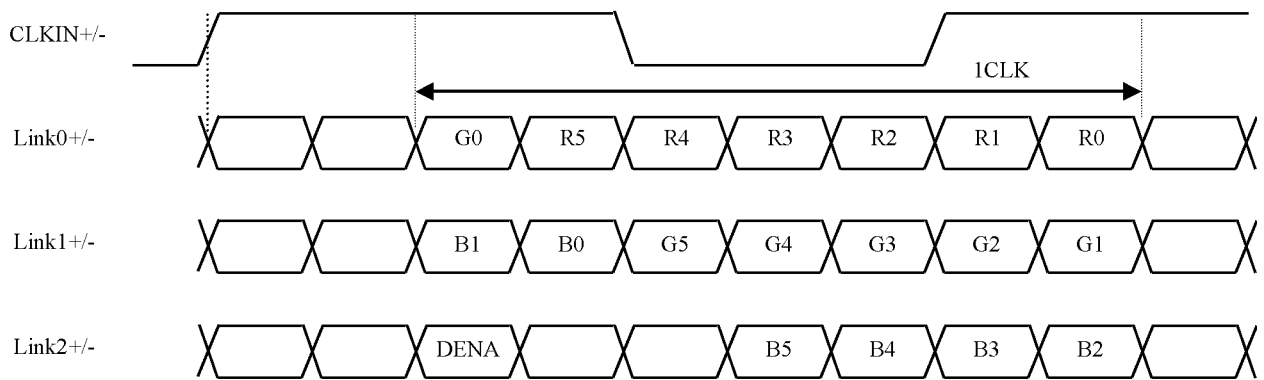 CLKIN+/-
1CLK
Link0+/- G0 R5 R4 R3 R2 R1 R0
Link1+/- B1 B0 G5 G4 G3 G2 G1
Link2+/- DENA B5 B4 B3 B2